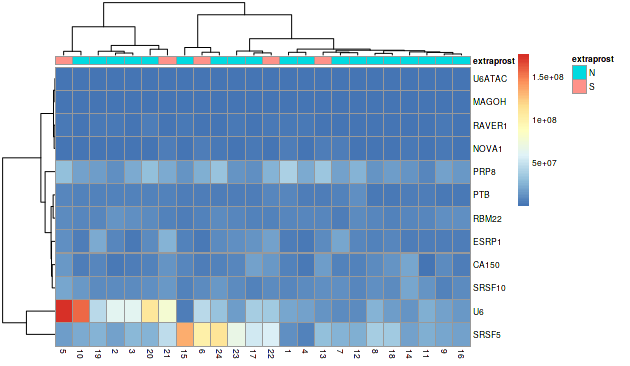 extraprost
extraprost
N
S
1.5e+08
1e+08
5e+07
U6ATAC
MAGOH
RAVER1
NOVA1
PRP8
PTB
RBM22
ESRP1
CA150
SRSF10
U6
SRSF5
5 10 19 2 3 20 21 15 6 24 23 17 22 1 4 13 7 12 8 18 14 11 9 16